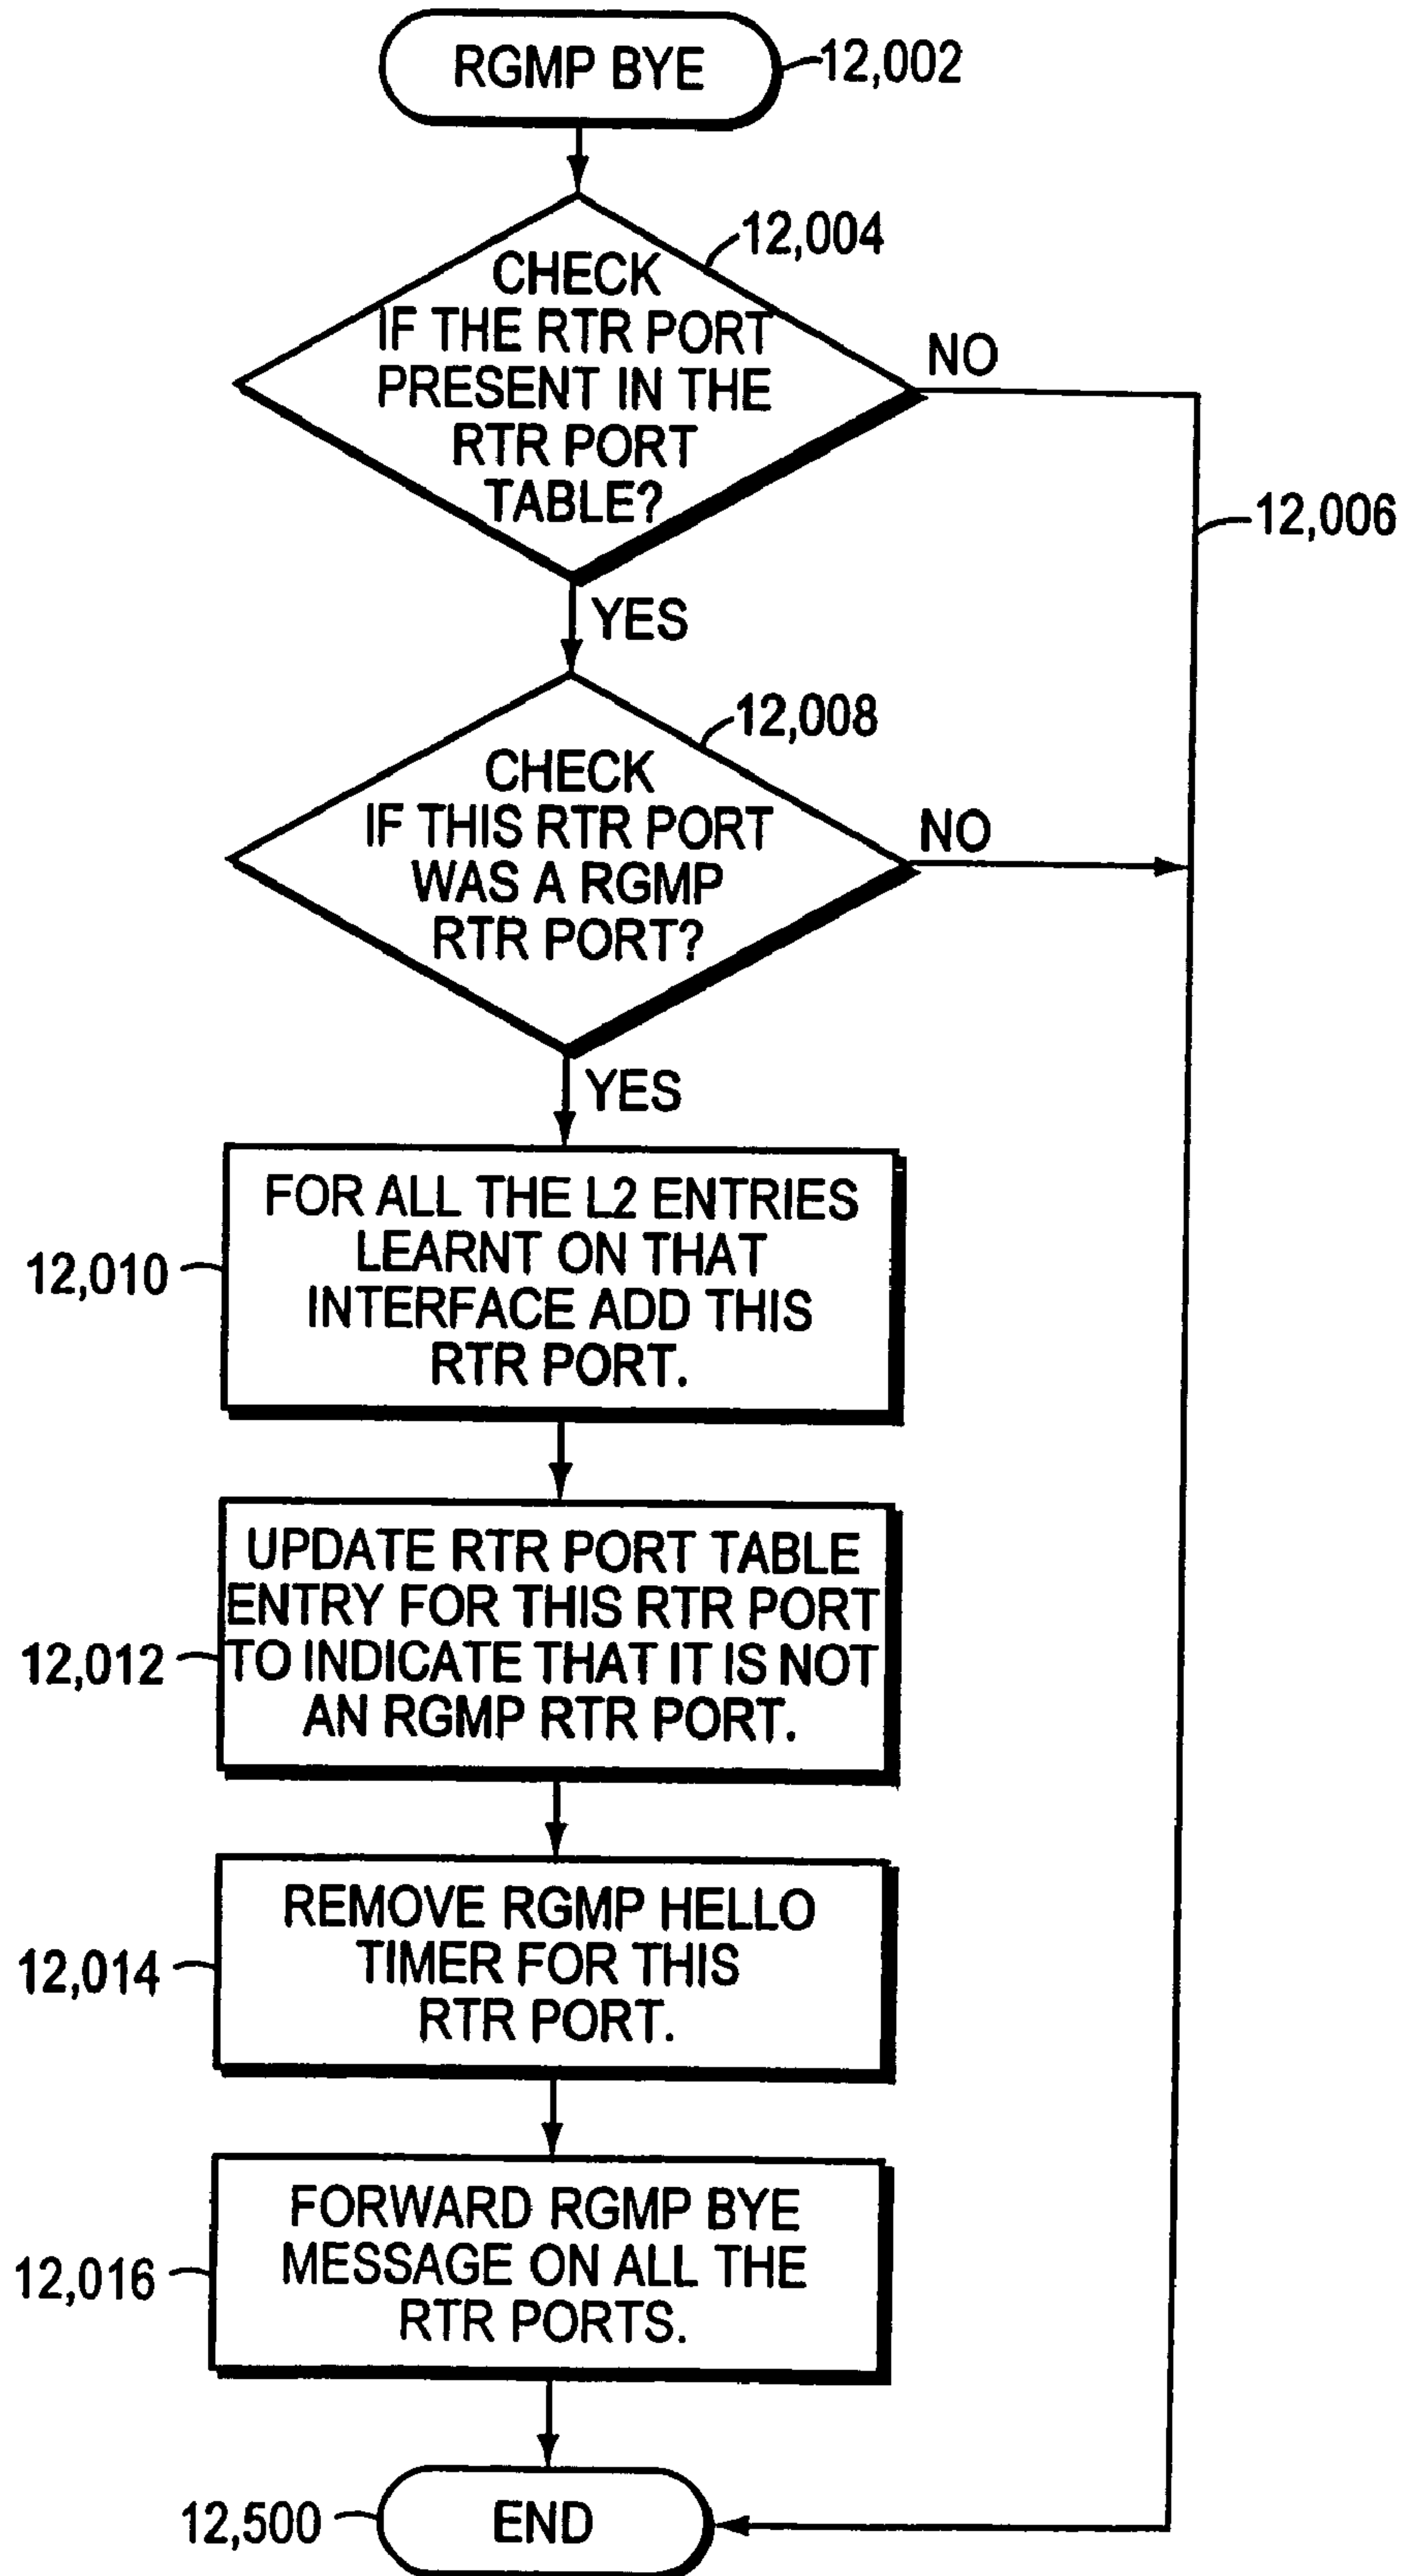 RGMP BYE
12,002
12,004
CHECK
IF THE RTR PORT
PRESENT IN THE
RTR PORT
TABLE?
NO
12,006
YES
12,008
CHECK
IF THIS RTR PORT
WAS A RGMP
RTR PORT?
NO
YES
12,010
FOR ALL THE L2 ENTRIES
LEARNT ON THAT
INTERFACE ADD THIS
RTR PORT.
12,012
UPDATE RTR PORT TABLE
ENTRY FOR THIS RTR PORT
TO INDICATE THAT IT IS NOT
AN RGMP RTR PORT.
12,014
REMOVE RGMP HELLO
TIMER FOR THIS
RTR PORT.
12,016
FORWARD RGMP BYE
MESSAGE ON ALL THE
RTR PORTS.
12,500
END